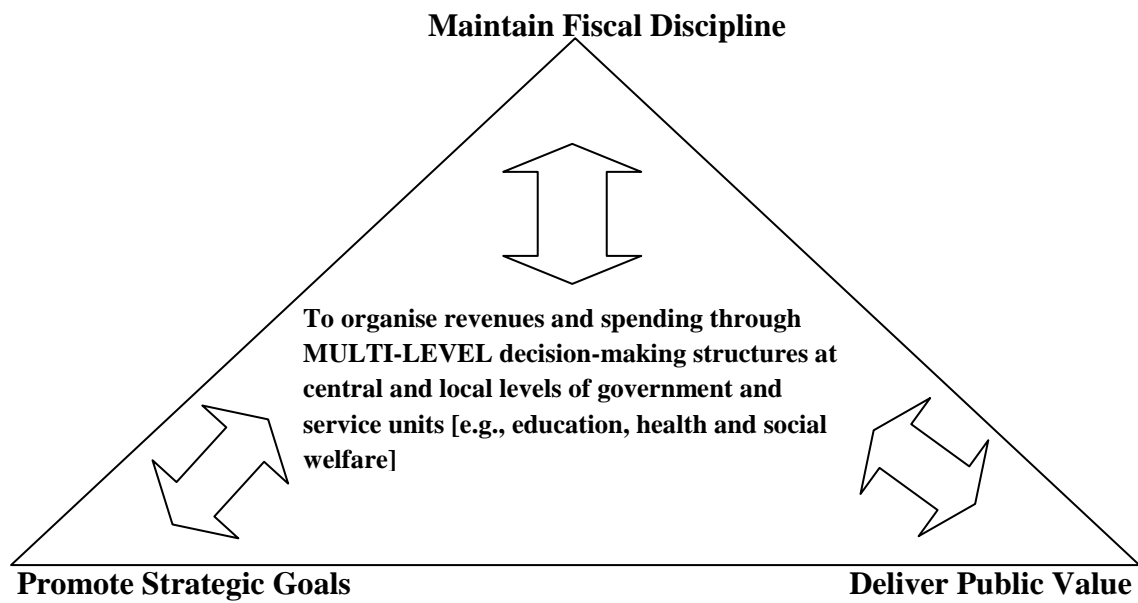 Maintain Fiscal Discipline
To organise revenues and spending through
MULTI-LEVEL decision-making structures at
central and local levels of government and
service units [e.g., education, health and social
welfare]
Promote Strategic Goals
Deliver Public Value